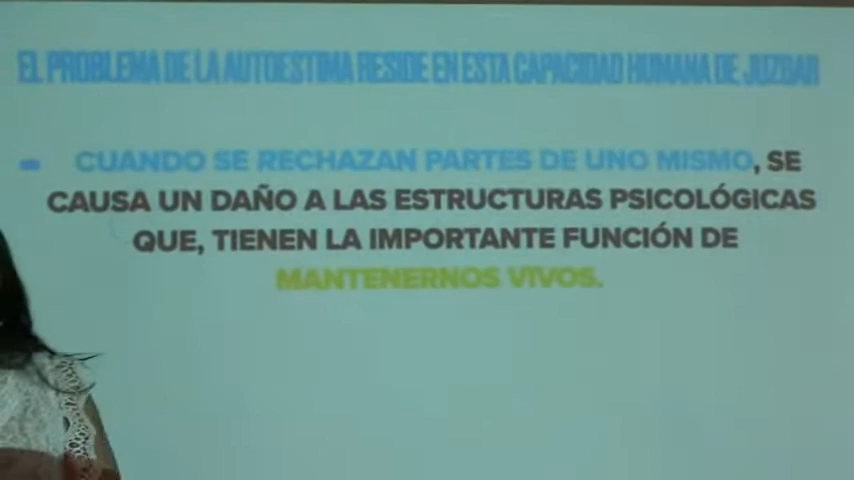 EL PROBLEMA DE LA AUTOESTIMA RESIDE EN ESTA CAPACIDAD HUMANA DE JUZGAR
- CUANDO SE RECHAZAN PARTES DE UNO MISMO, SE
CAUSA UN DAÑO A LAS ESTRUCTURAS PSICOLÓGICAS
QUE, TIENEN LA IMPORTANTE FUNCIÓN DE
MANTENERNOS VIVOS.